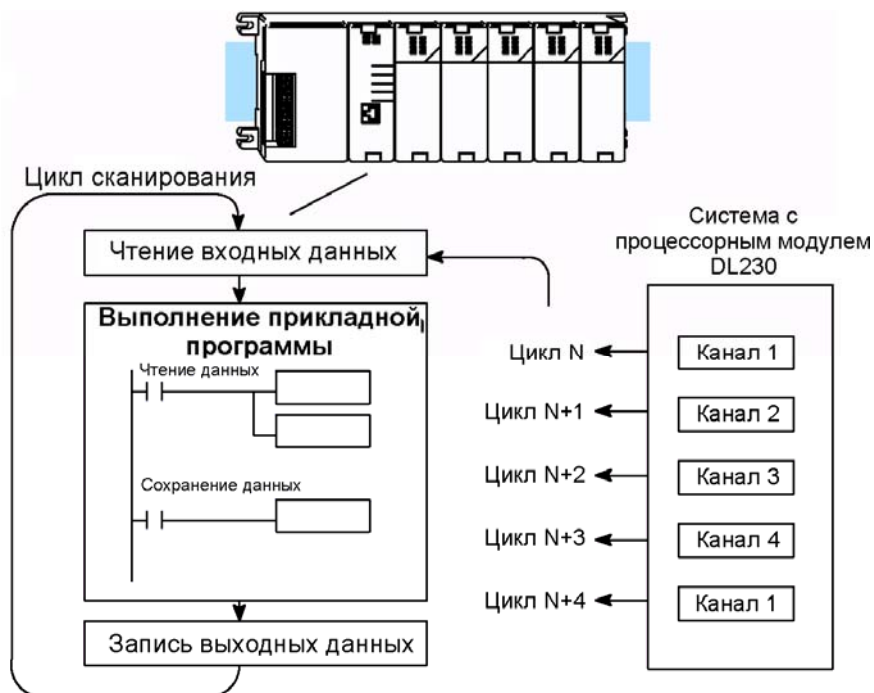 Цикл сканирования
Чтение входных данных
Выполнение прикладной
программы
Чтение данных
Сохранение данных
Запись выходных данных
Система с
процессорным модулем
DL230
Цикл N
Канал 1
Цикл N+1
Канал 2
Цикл N+2
Канал 3
Цикл N+3
Канал 4
Цикл N+4
Канал 1